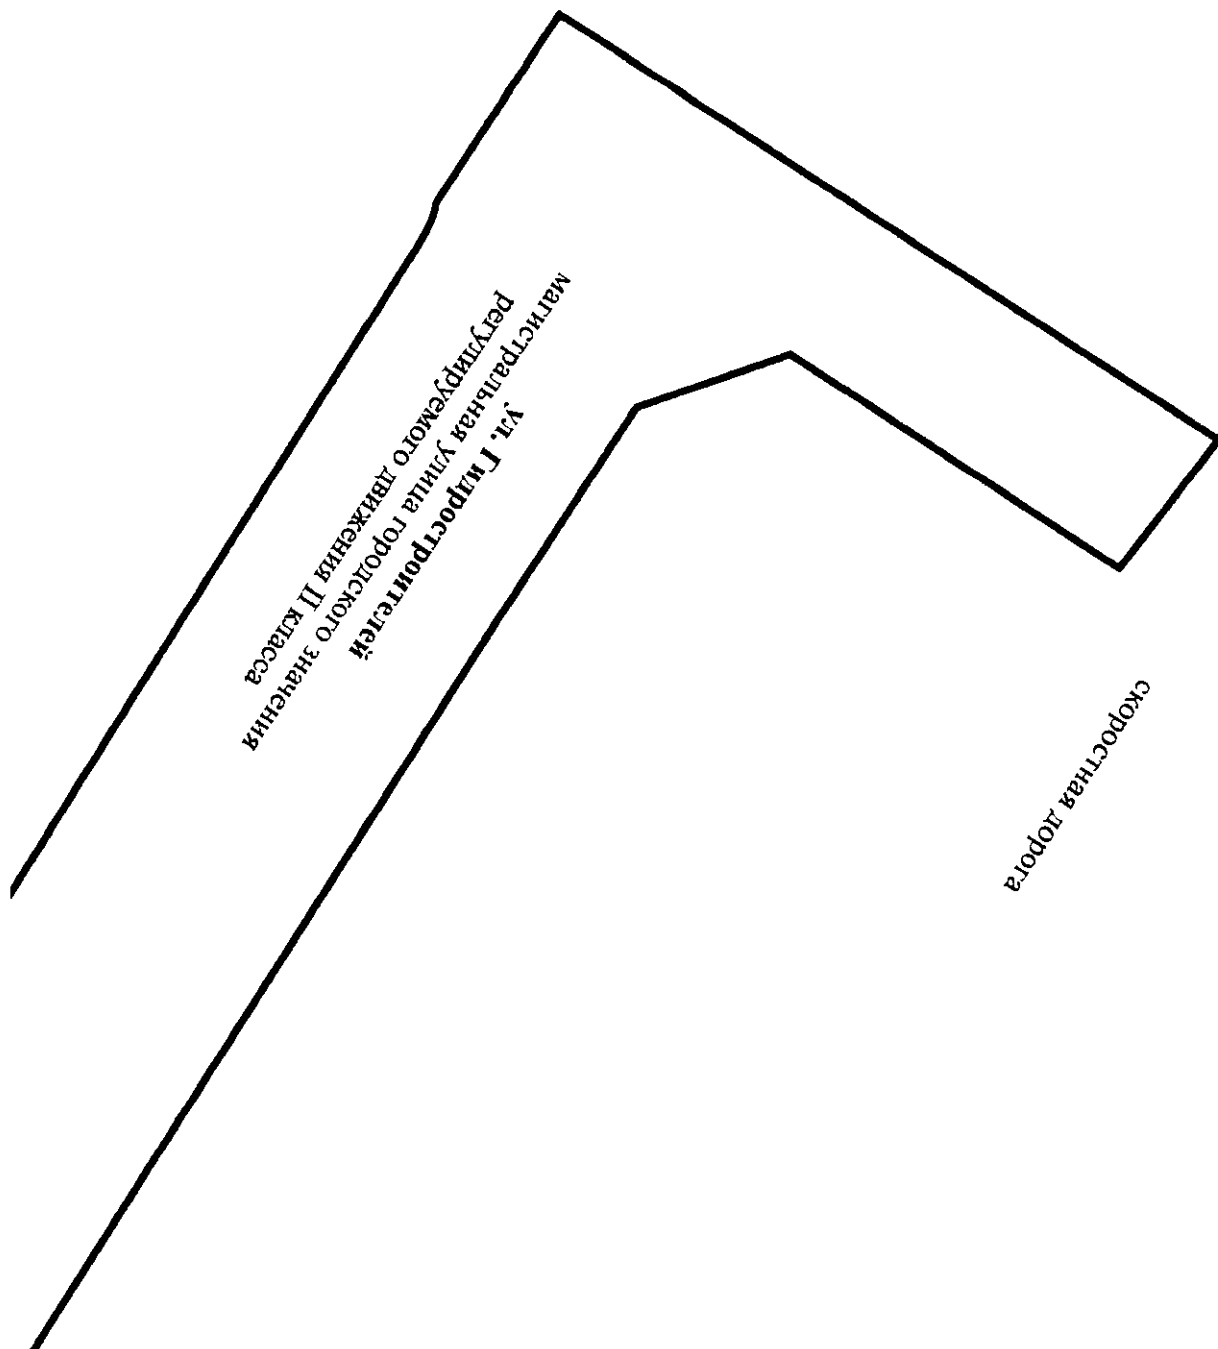 ул. Гидростроителей
магистральная улица городского значения
регулируемого движения II класса
скоростная дорога